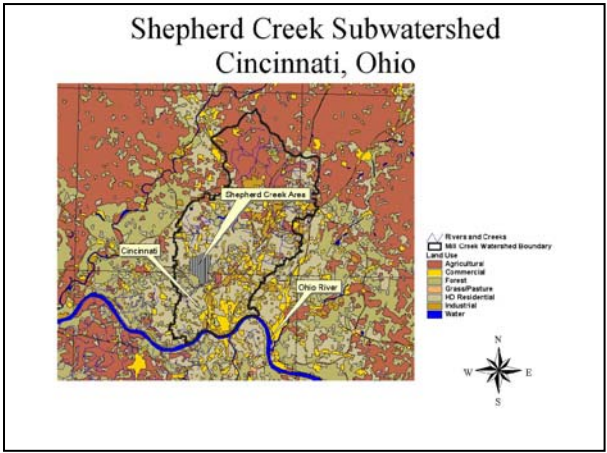 Shepherd Creek Subwatershed
Cincinnati, Ohio
Shepherd Creek Area
Cincinnati
Ohio River
Rivers and Creeks
Mill Creek Watershed Boundary
Land Use
Agricultural
Commercial
Forest
Grass/Pasture
HD Residential
Industrial
Water
N
W E
S